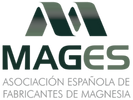 MAGES
ASOCIACIÓN ESPAÑOLA DE
FABRICANTES DE MAGNESIA